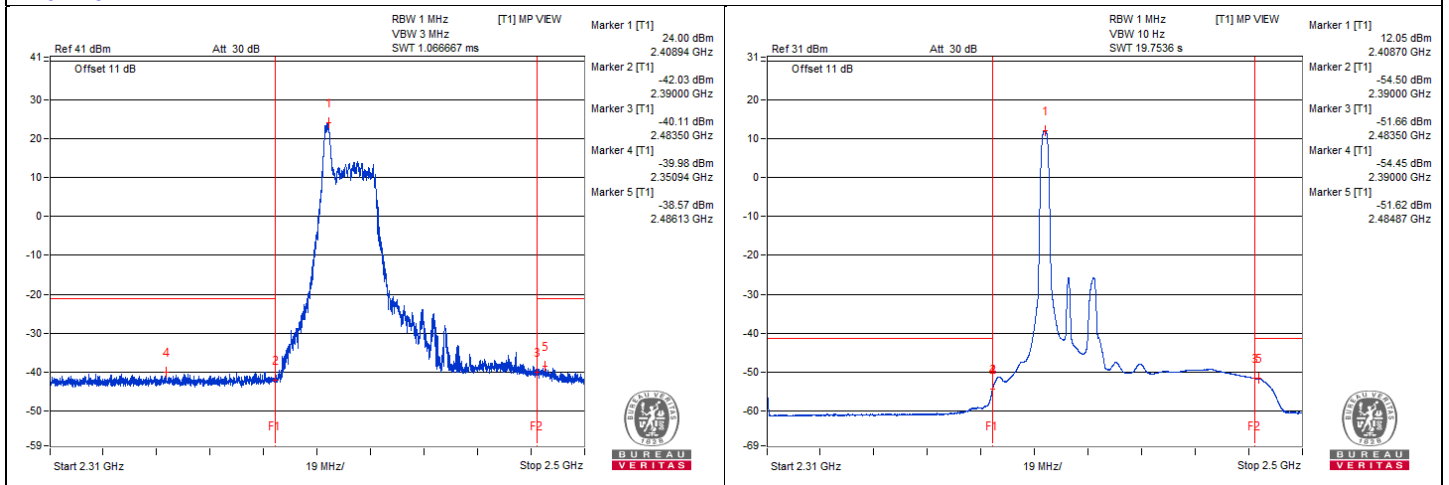 RBW 1 MHz [T1] MP VIEW
VBW 3 MHz
Ref 41 dBm Att 30 dB SWT 1.066667 ms
Offset 11 dB
41
30
20
10
0
-10
-20
-30
-40
-50
-59
1
2
3
4
5
F1
F2
Start 2.31 GHz 19 MHz/ Stop 2.5 GHz
Marker 1 [T1]
24.00 dBm
2.40894 GHz
Marker 2 [T1]
-42.03 dBm
2.39000 GHz
Marker 3 [T1]
-40.11 dBm
2.48350 GHz
Marker 4 [T1]
-39.98 dBm
2.35094 GHz
Marker 5 [T1]
-38.57 dBm
2.48613 GHz
BUREAU VERITAS
1828
BUREAU
VERITAS
RBW 1 MHz [T1] MP VIEW
VBW 10 Hz
Ref 31 dBm Att 30 dB SWT 19.7536 s
Offset 11 dB
31
20
10
0
-10
-20
-30
-40
-50
-60
-69
1
35
F1
F2
Start 2.31 GHz 19 MHz/ Stop 2.5 GHz
Marker 1 [T1]
12.05 dBm
2.40870 GHz
Marker 2 [T1]
-54.50 dBm
2.39000 GHz
Marker 3 [T1]
-51.66 dBm
2.48350 GHz
Marker 4 [T1]
-54.45 dBm
2.39000 GHz
Marker 5 [T1]
-51.62 dBm
2.48487 GHz
BUREAU VERITAS
1828
BUREAU
VERITAS